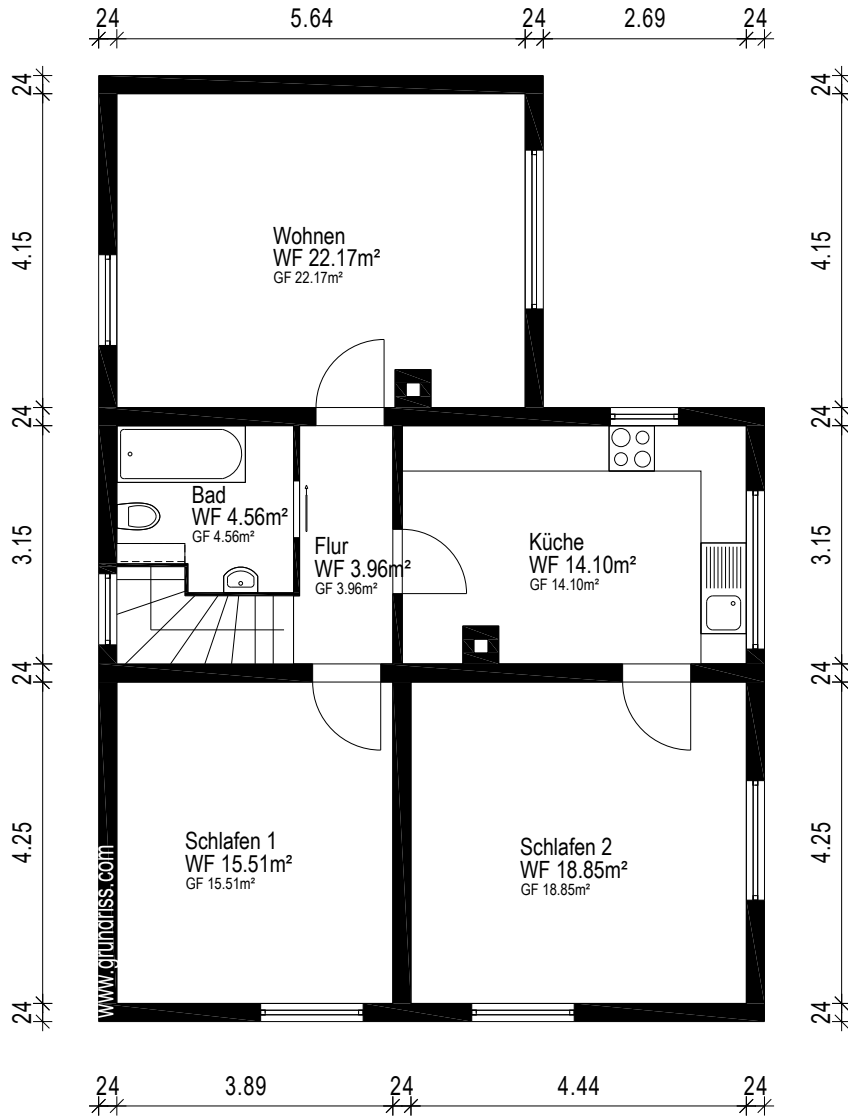 24 5.64 24 2.69 24
24 24
4.15 4.15
Wohnen
WF 22.17m²
GF 22.17m²
24 24
Bad
WF 4.56m²
GF 4.56m²
3.15 3.15
Flur
WF 3.96m²
GF 3.96m²
Küche
WF 14.10m²
GF 14.10m²
24 24
4.25 4.25
Schlafen 1
WF 15.51m²
GF 15.51m²
Schlafen 2
WF 18.85m²
GF 18.85m²
www.grundriss.com
24 24
24 3.89 24 4.44 24